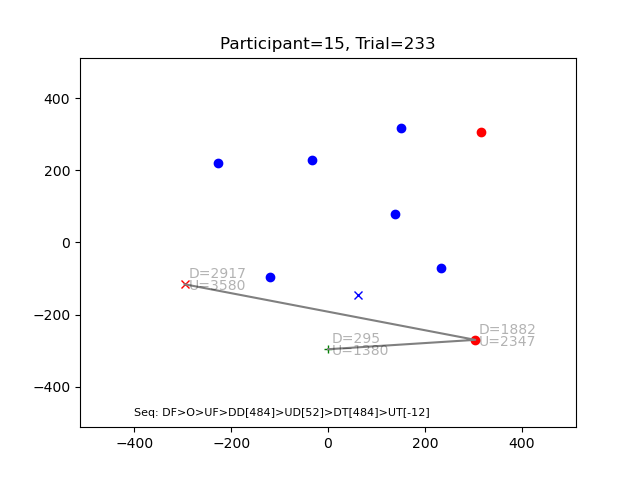 Participant=15, Trial=233
400
200
0
−200
−400
D=2917
U=3580
D=295
U=1380
D=1882
U=2347
Seq: DF>O>UF>DD[484]>UD[52]>DT[484]>UT[-12]
−400
−200
0
200
400